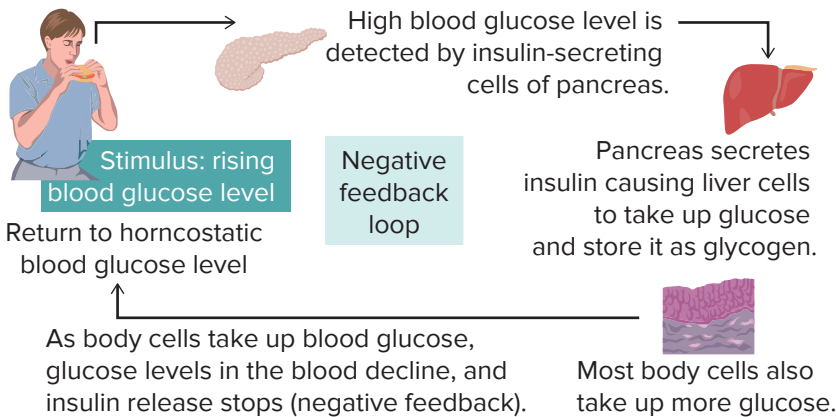 High blood glucose level is
detected by insulin-secreting
cells of pancreas.
Stimulus: rising
blood glucose level
Negative
feedback
loop
Pancreas secretes
insulin causing liver cells
to take up glucose
and store it as glycogen.
Return to horncostatic
blood glucose level
As body cells take up blood glucose,
glucose levels in the blood decline, and
insulin release stops (negative feedback).
Most body cells also
take up more glucose.